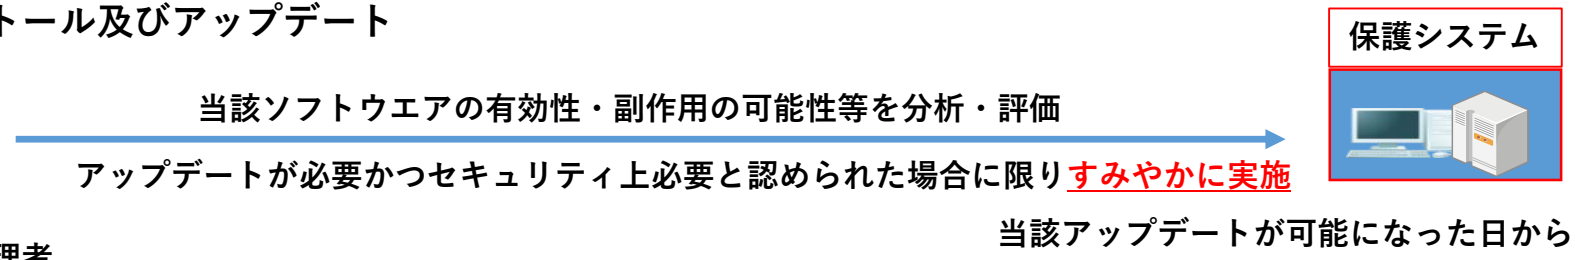 トール及びアップデート
保護システム
当該ソフトウエアの有効性・副作用の可能性等を分析・評価
アップデートが必要かつセキュリティ上必要と認められた場合に限りすみやかに実施
当該アップデートが可能になった日から
理者